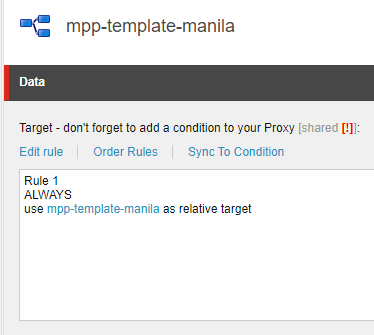 mpp-template-manila
Data
Target - don't forget to add a condition to your Proxy [shared [!]]:
Edit rule Order Rules Sync To Condition
Rule 1
ALWAYS
use mpp-template-manila as relative target